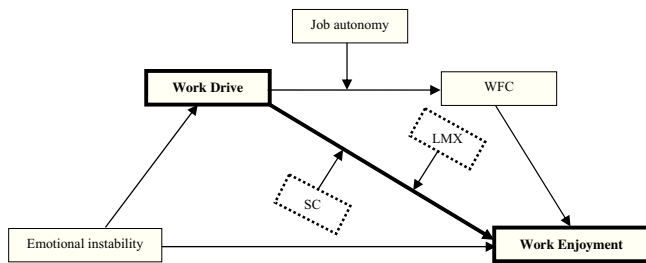 Job autonomy
Work Drive
WFC
LMX
SC
Emotional instability
Work Enjoyment